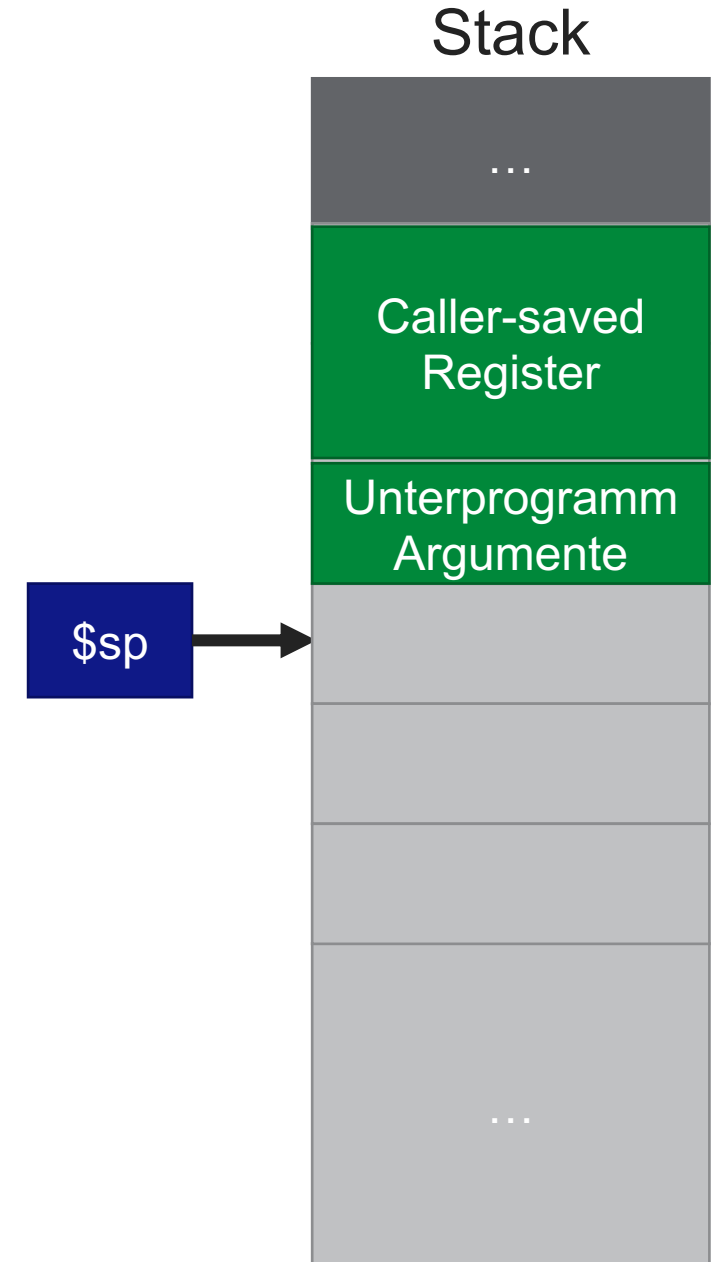 Stack
…
Caller-saved
Register
Unterprogramm
Argumente
$sp
…